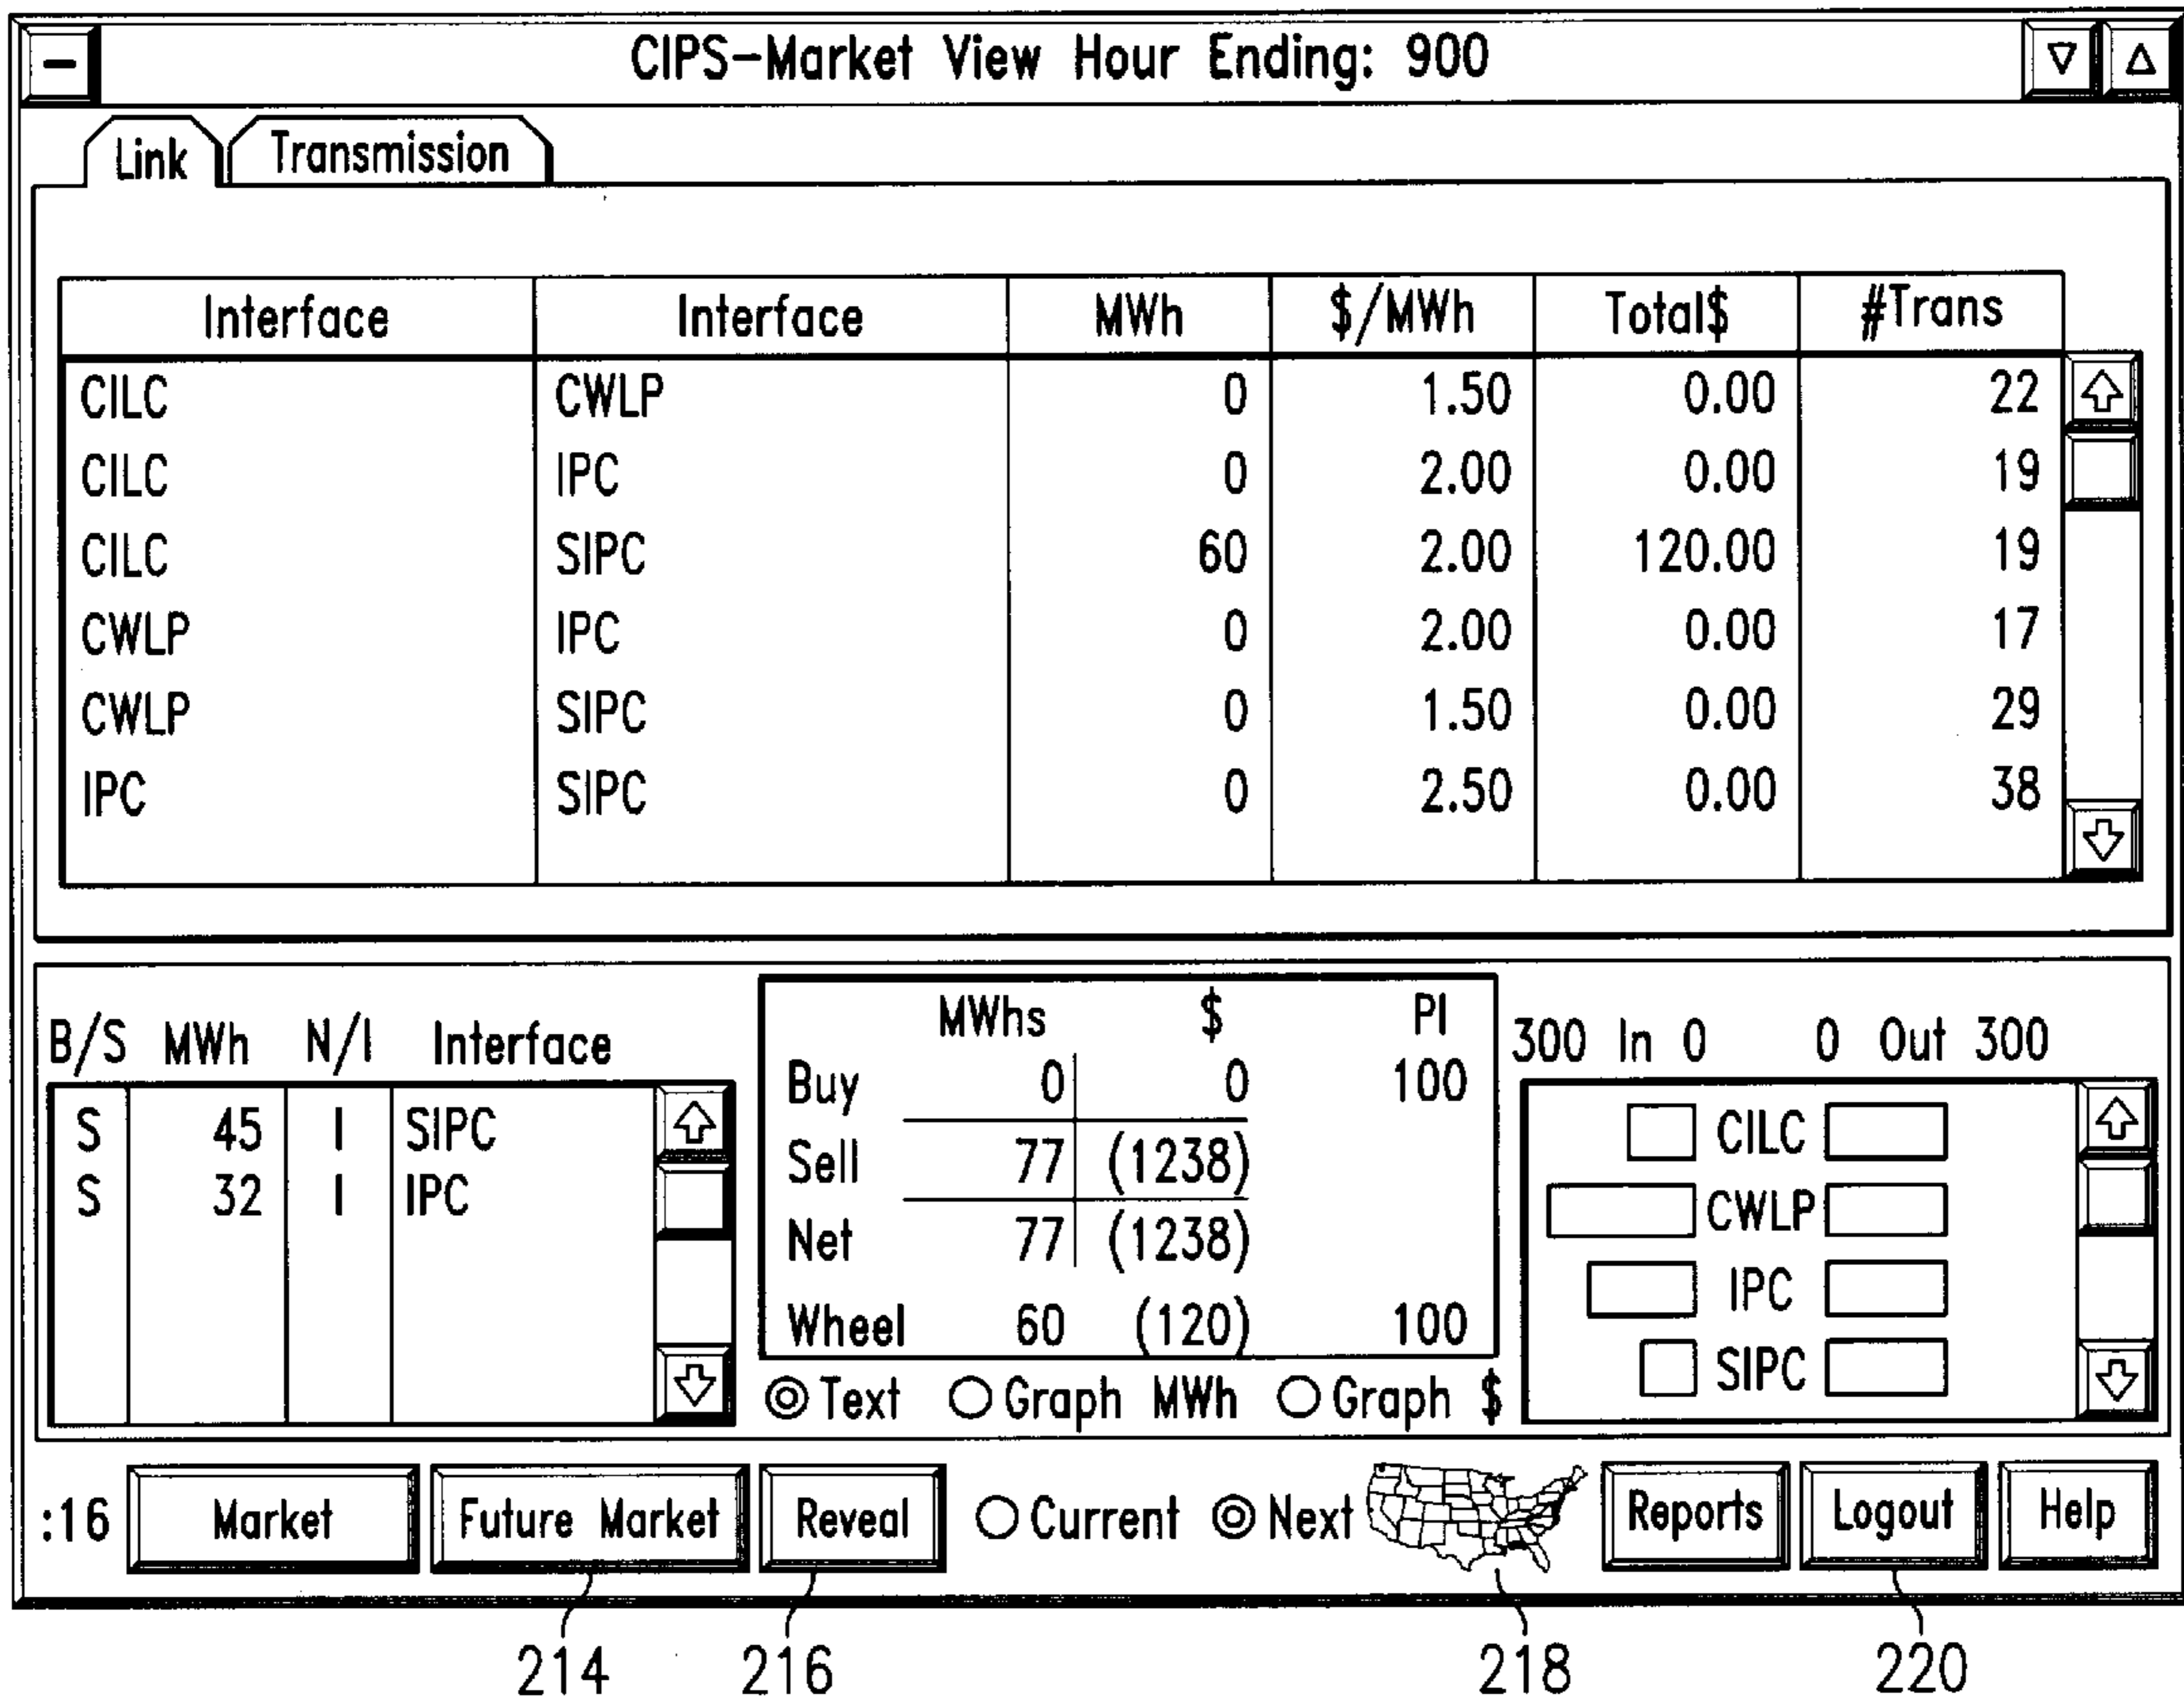 CIPS-Market View Hour Ending: 900
Link Transmission
Interface Interface MWh $/MWh Total$ #Trans
CILC CWLP 0 1.50 0.00 22
CILC IPC 0 2.00 0.00 19
CILC SIPC 60 2.00 120.00 19
CWLP IPC 0 2.00 0.00 17
CWLP SIPC 0 1.50 0.00 29
IPC SIPC 0 2.50 0.00 38
B/S MWh N/I Interface
S 45 I SIPC
S 32 I IPC
MWhs $ PI
Buy 0 0 100
Sell 77 (1238)
Net 77 (1238)
Wheel 60 (120) 100
Text Graph MWh Graph $
300 In 0 0 Out 300
CILC
CWLP
IPC
SIPC
:16 Market Future Market Reveal Current Next Reports Logout Help
214 216 218 220